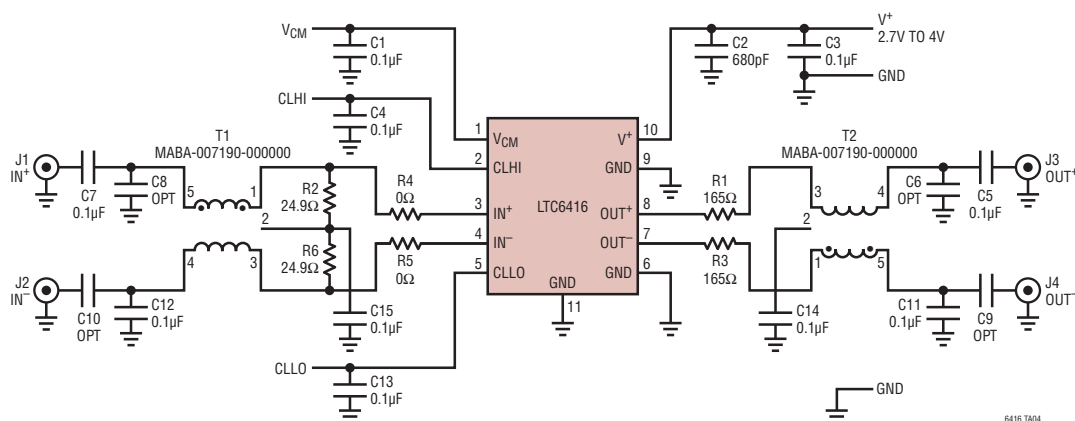 V_CM
C1
0.1µF
CLHI
C4
0.1µF
V⁺
2.7V TO 4V
C2
680pF
C3
0.1µF
GND
T1
MABA-007190-000000
J1
IN⁺
C7
0.1µF
C8
OPT
5
1
2
4
3
R2
24.9Ω
R6
24.9Ω
R4
0Ω
R5
0Ω
J2
IN⁻
C10
OPT
C12
0.1µF
C15
0.1µF
CLLO
C13
0.1µF
1
V_CM
2
CLHI
3
IN⁺
4
IN⁻
5
CLLO
LTC6416
GND
11
V⁺
10
GND
9
OUT⁺
8
OUT⁻
7
GND
6
R1
165Ω
R3
165Ω
T2
MABA-007190-000000
3
4
2
1
5
C6
OPT
C5
0.1µF
J3
OUT⁺
C14
0.1µF
C11
0.1µF
C9
OPT
J4
OUT⁻
GND
6416 TA04